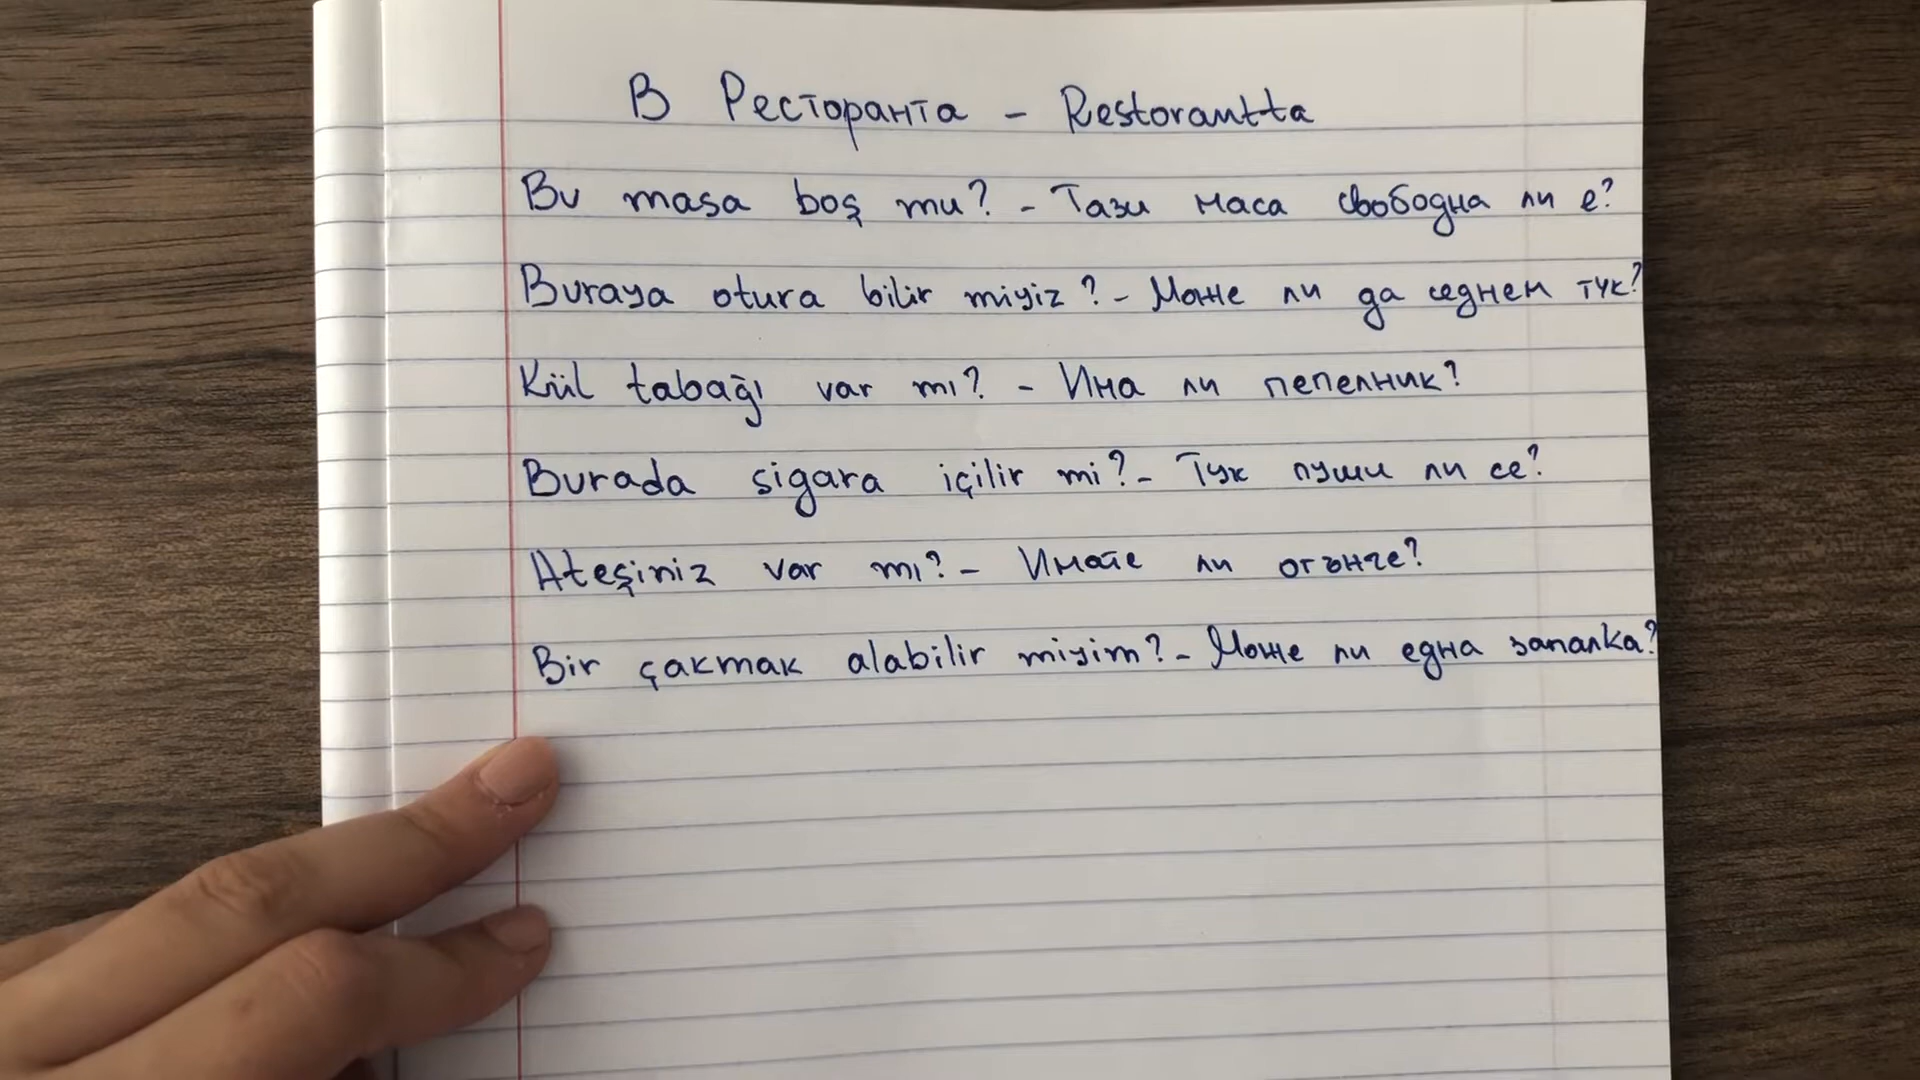 В Ресторанта - Restorantta
Bu masa boş mu? - Тази маса свободна ли е?
Buraya otura bilir miyiz? - Може ли да седнем тук?
Kül tabağı var mı? - Има ли пепелник?
Burada sigara içilir mi? - Тук пуши ли се?
Ateşiniz var mı? - Имате ли огънче?
Bir çakmak alabilir miyim? - Може ли една запалка?